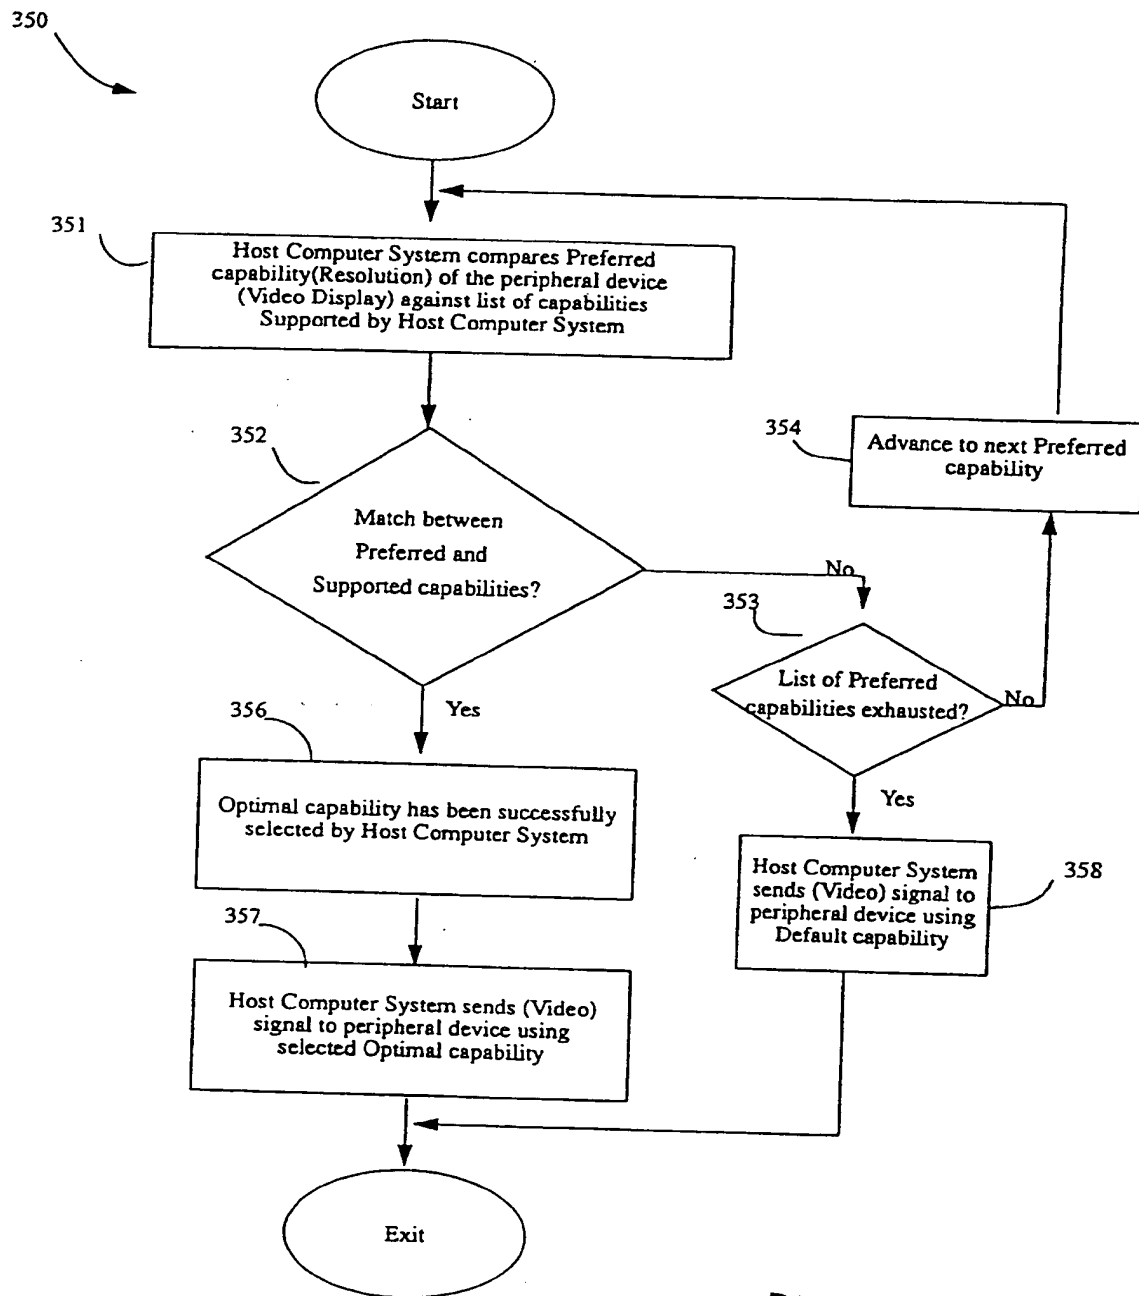 350
Start
351
Host Computer System compares Preferred
capability(Resolution) of the peripheral device
(Video Display) against list of capabilities
Supported by Host Computer System
352
Match between
Preferred and
Supported capabilities?
No
354
Advance to next Preferred
capability
353
List of Preferred
capabilities exhausted?
No
Yes
356
Optimal capability has been successfully
selected by Host Computer System
Yes
358
Host Computer System
sends (Video) signal to
peripheral device using
Default capability
357
Host Computer System sends (Video)
signal to peripheral device using
selected Optimal capability
Exit